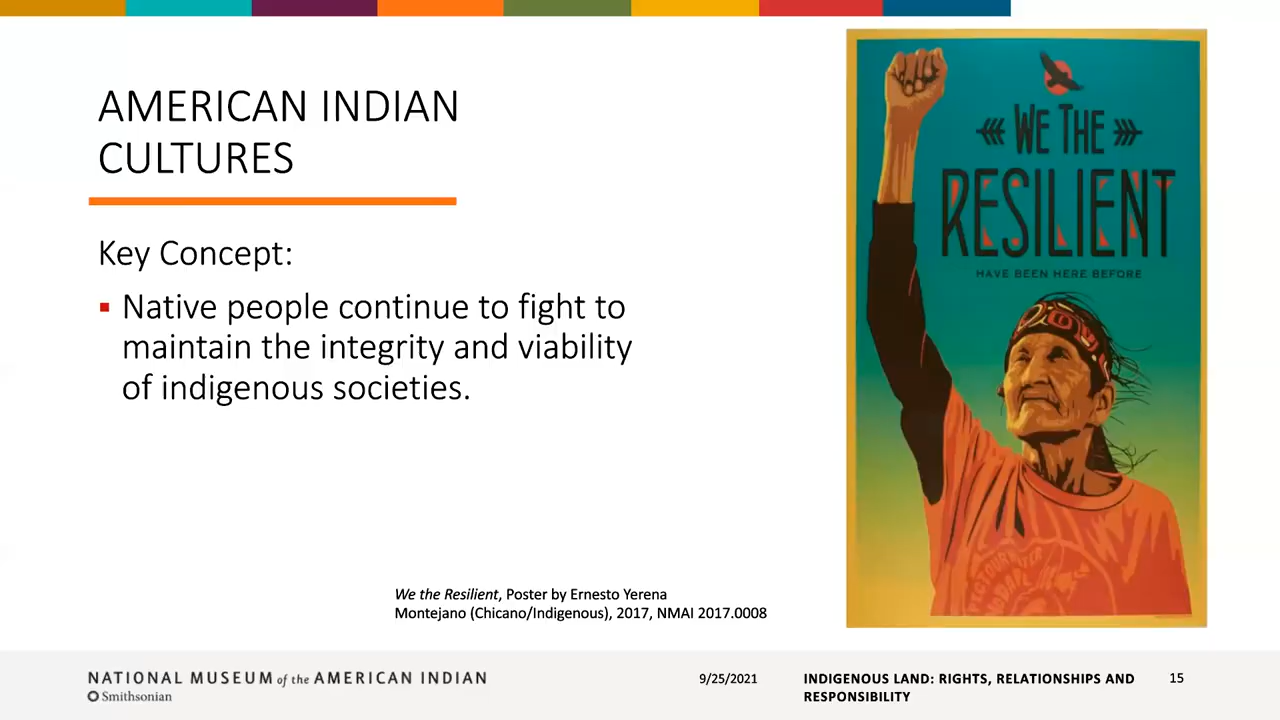 AMERICAN INDIAN
CULTURES
Key Concept:
▪ Native people continue to fight to
maintain the integrity and viability
of indigenous societies.
WE THE
RESILIENT
HAVE BEEN HERE BEFORE
We the Resilient, Poster by Ernesto Yerena
Montejano (Chicano/Indigenous), 2017, NMAI 2017.0008
NATIONAL MUSEUM of the AMERICAN INDIAN
Smithsonian
9/25/2021
INDIGENOUS LAND: RIGHTS, RELATIONSHIPS AND
RESPONSIBILITY
15